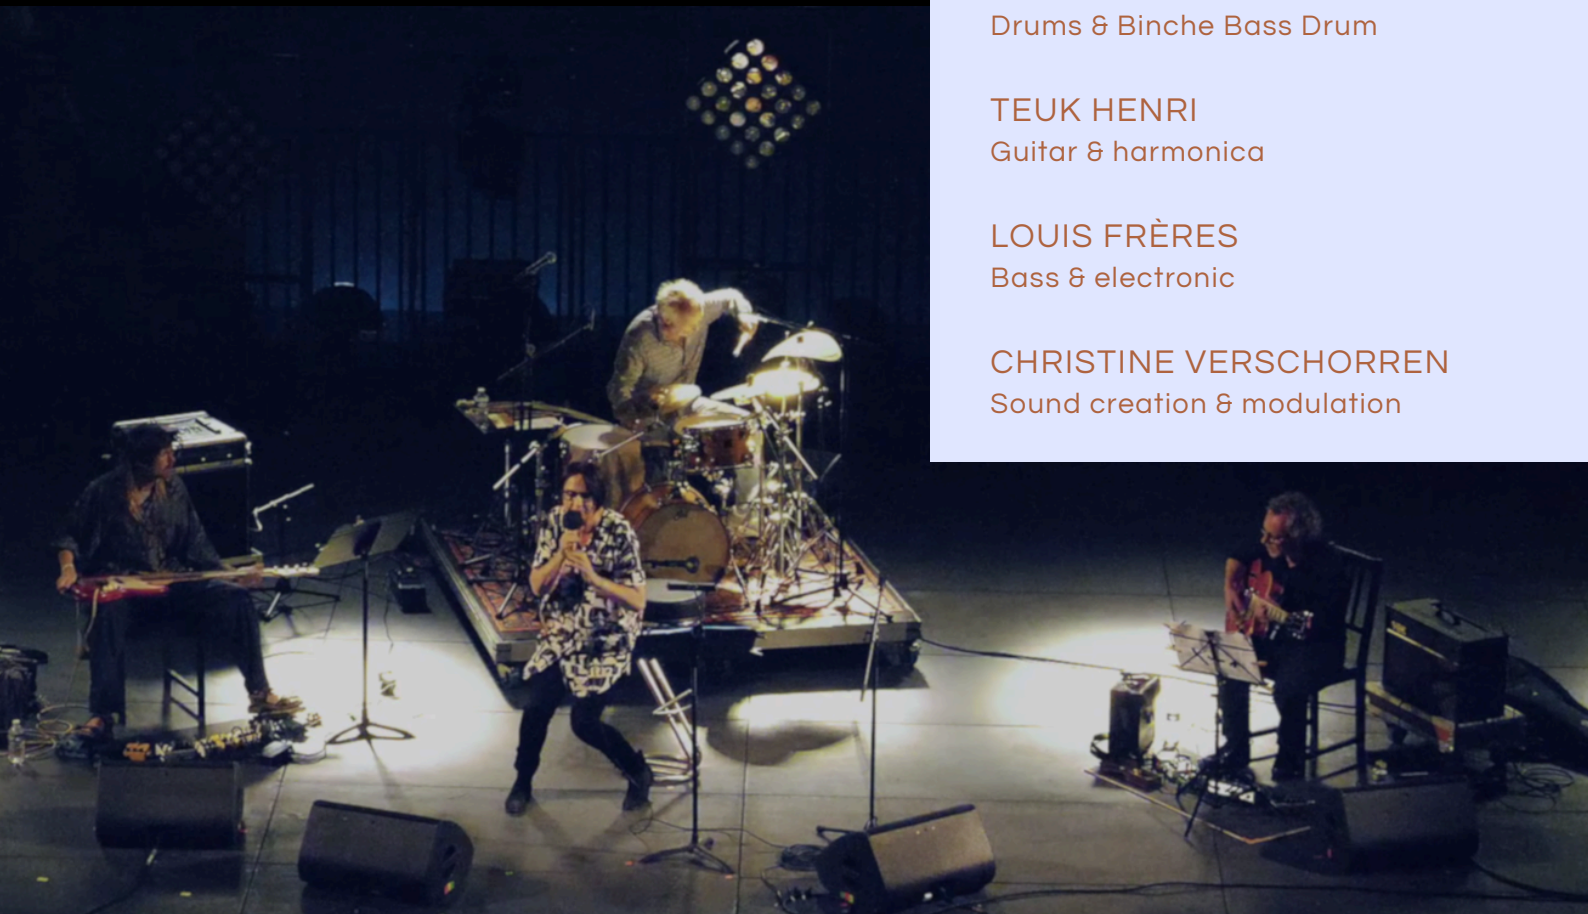 Drums & Binche Bass Drum
TEUK HENRI
Guitar & harmonica
LOUIS FRÈRES
Bass & electronic
CHRISTINE VERSCHORREN
Sound creation & modulation